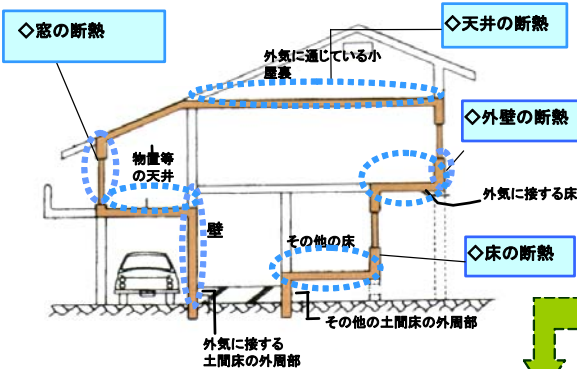 ◇窓の断熱
◇天井の断熱
外気に通じている小
屋裏
◇外壁の断熱
物置等
の天井
外気に接する床
壁
その他の床
◇床の断熱
その他の土間床の外周部
外気に接する
土間床の外周部